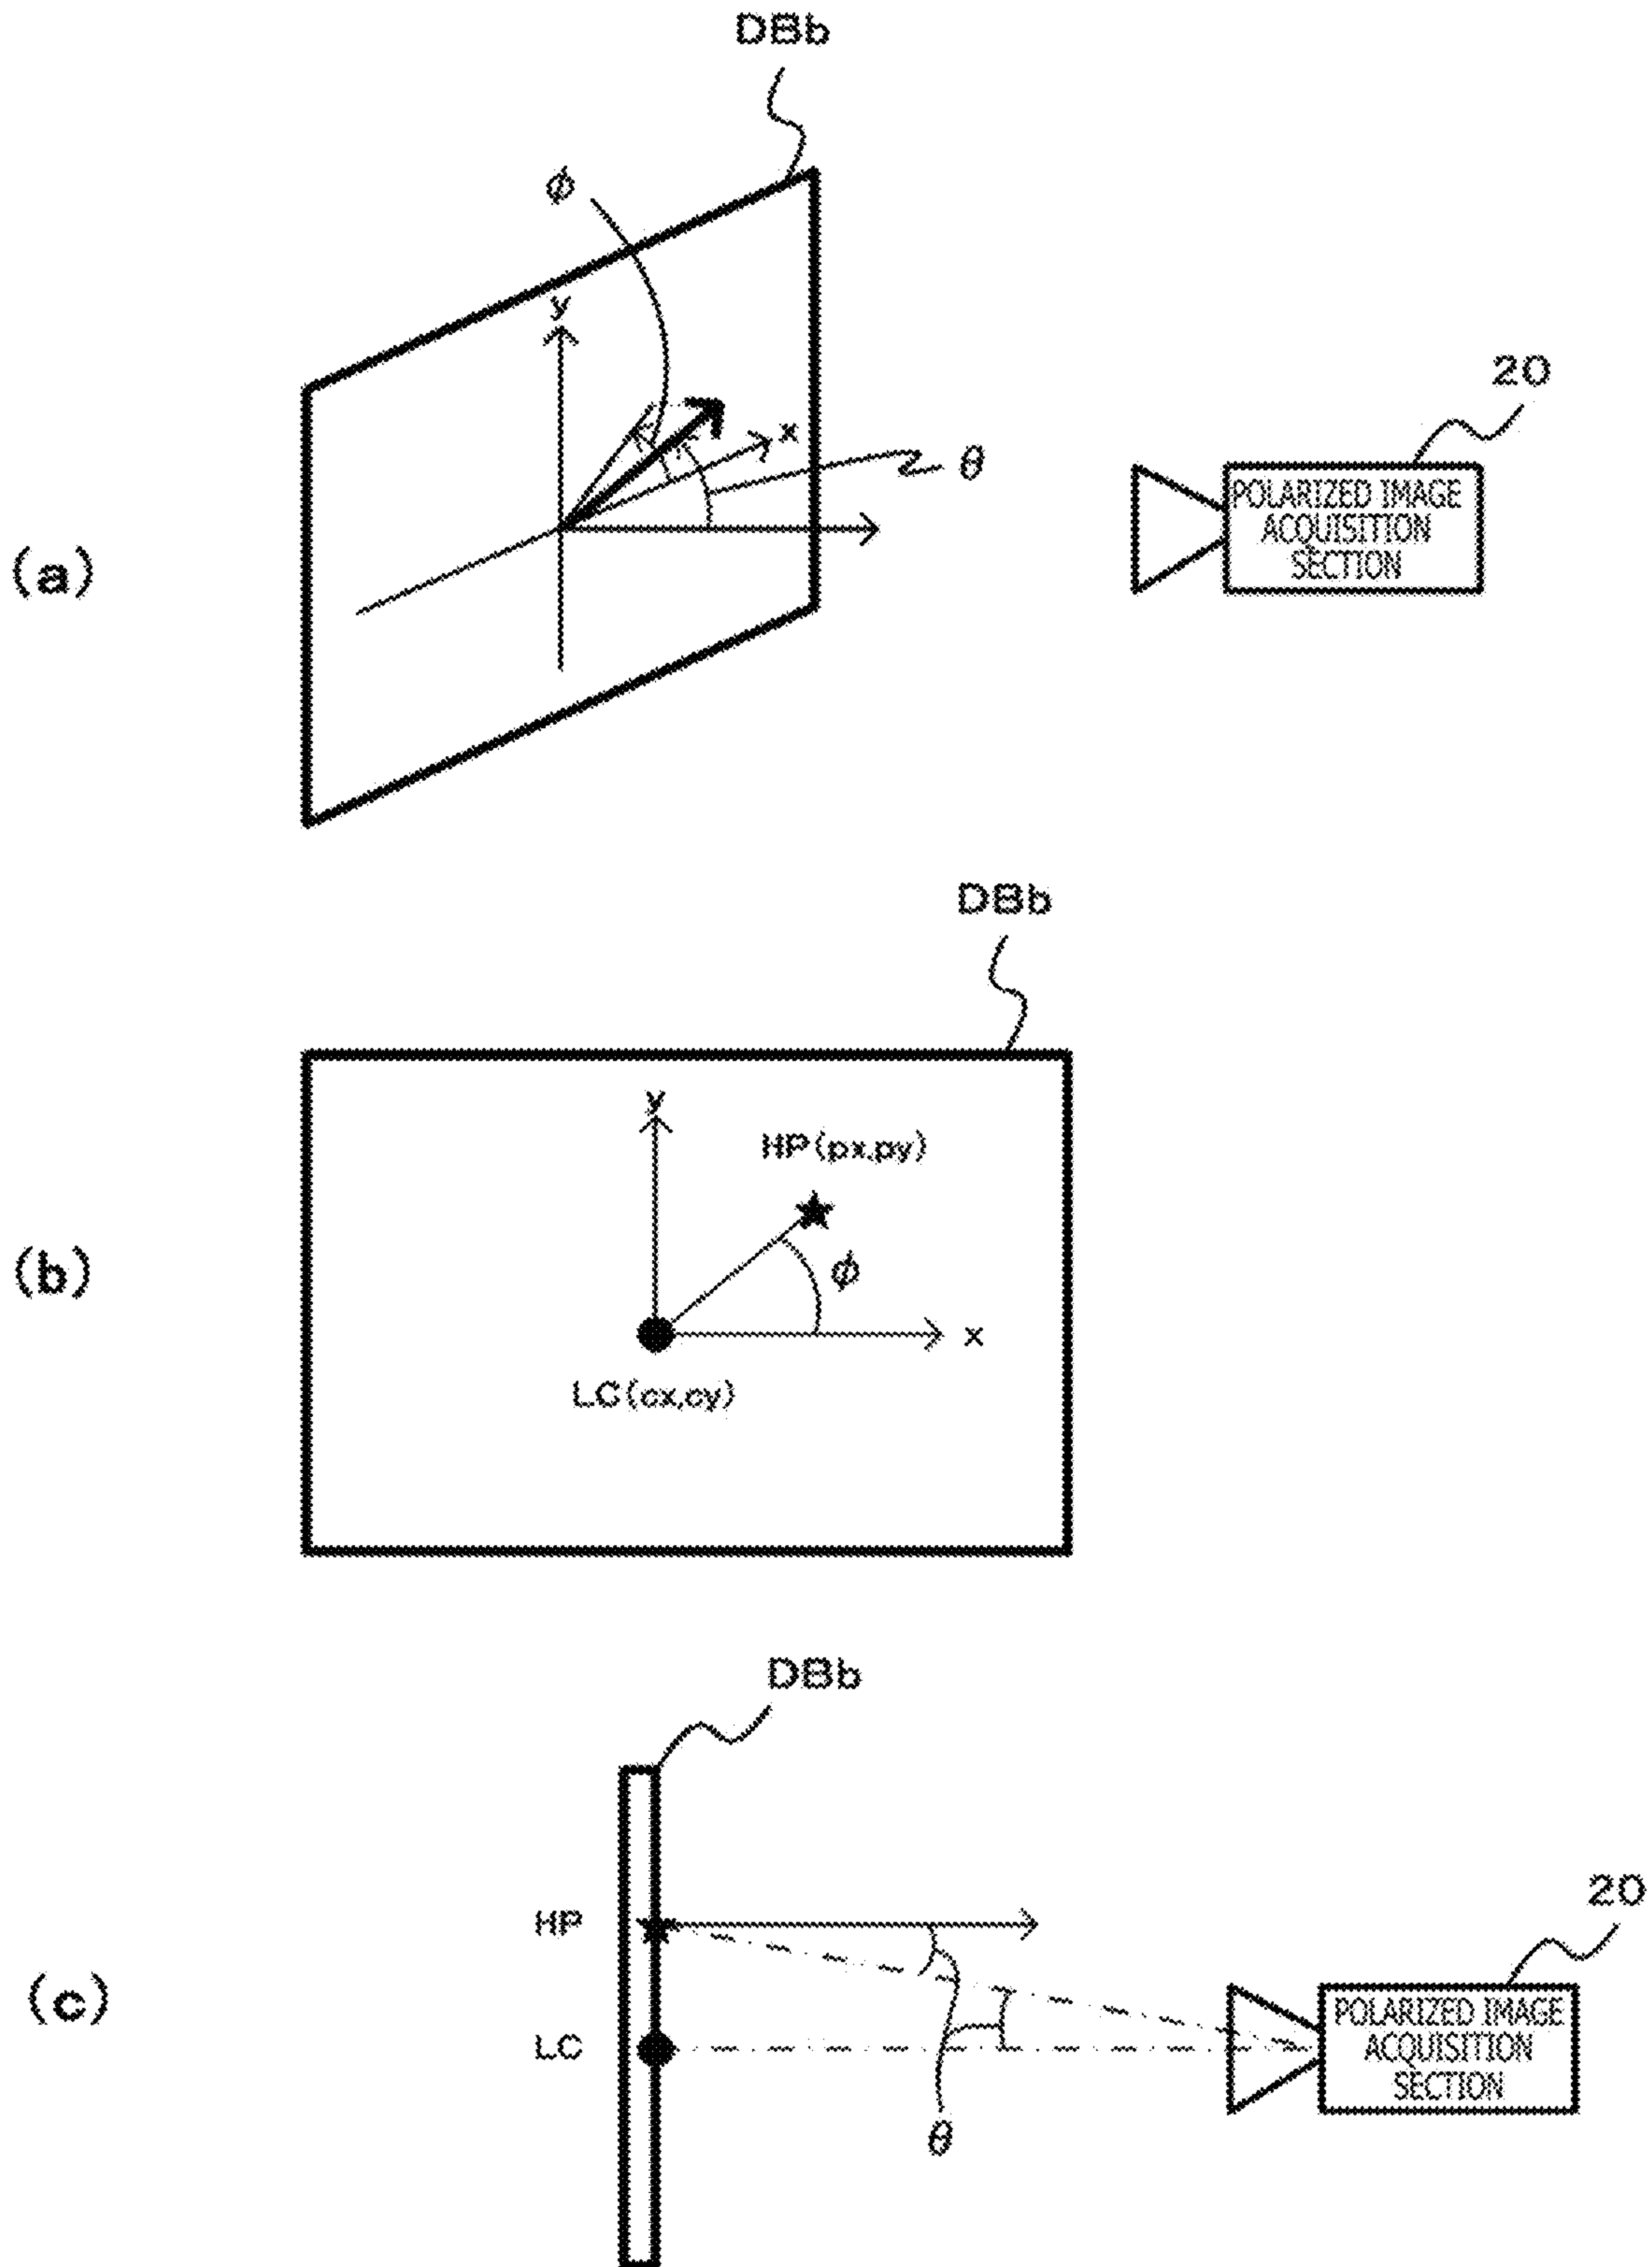 DBb
φ
y
20
x
θ
POLARIZED IMAGE
ACQUISITION
SECTION
(a)
DBb
y
HP(px,py)
(b)
φ
x
LC(cx,cy)
DBb
20
HP
(c)
POLARIZED IMAGE
LC
ACQUISITION
SECTION
θ